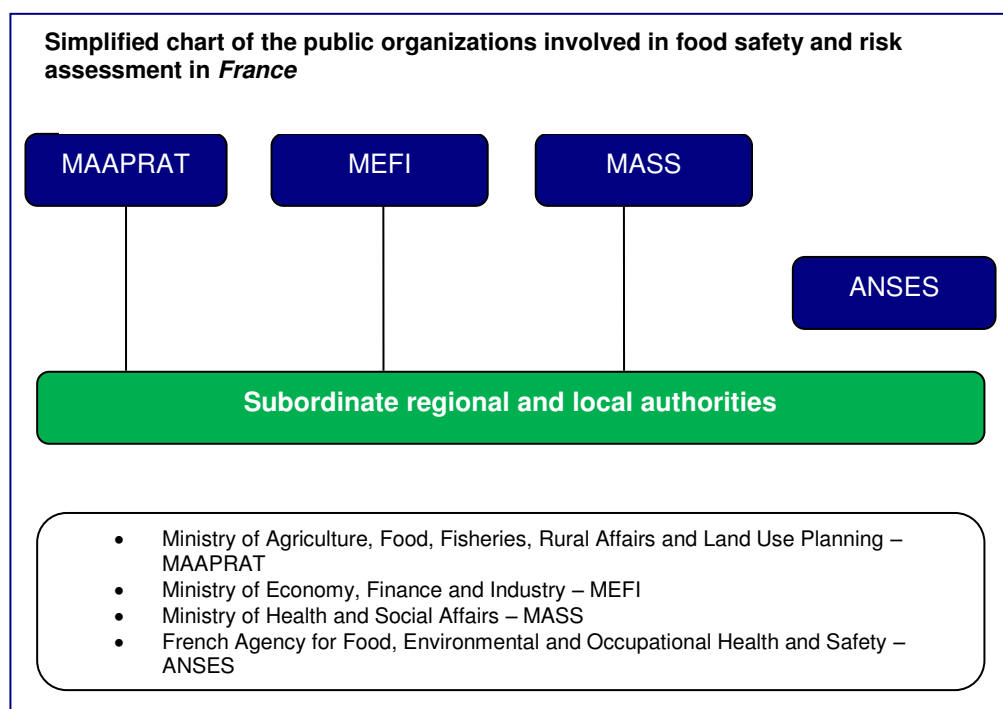 Simplified chart of the public organizations involved in food safety and risk
assessment in France
MAAPRAT
MEFI
MASS
ANSES
Subordinate regional and local authorities
• Ministry of Agriculture, Food, Fisheries, Rural Affairs and Land Use Planning –
MAAPRAT
• Ministry of Economy, Finance and Industry – MEFI
• Ministry of Health and Social Affairs – MASS
• French Agency for Food, Environmental and Occupational Health and Safety –
ANSES